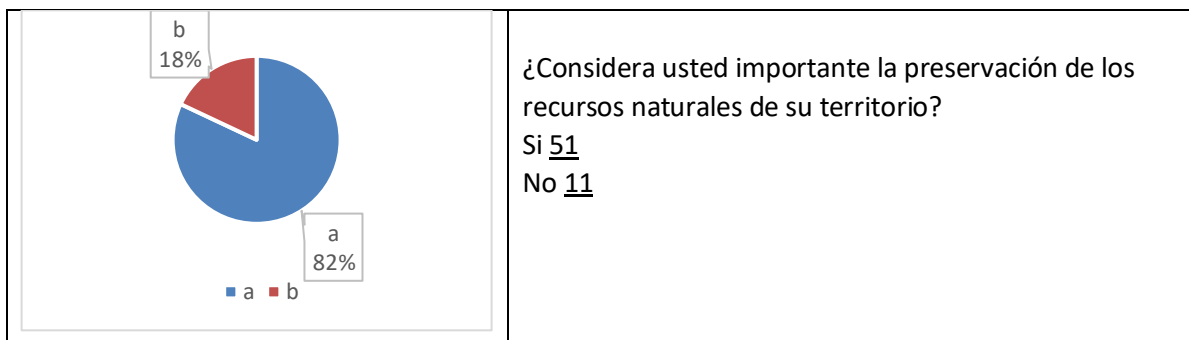 b
18%
a
82%
a b
¿Considera usted importante la preservación de los
recursos naturales de su territorio?
Si 51
No 11